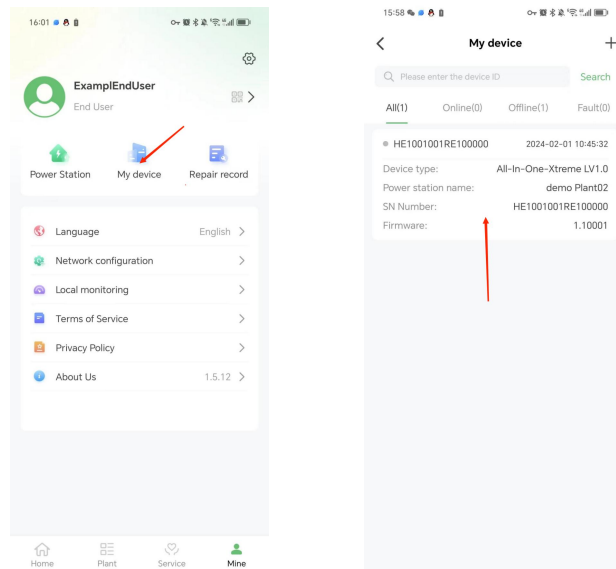 16:01
ExamplEndUser
End User
Power Station
My device
Repair record
Language English
Network configuration
Local monitoring
Terms of Service
Privacy Policy
About Us 1.5.12
Home
Plant
Service
Mine
15:58
My device
Please enter the device ID Search
All(1) Online(0) Offline(1) Fault(0)
HE1001001RE100000 2024-02-01 10:45:32
Device type: All-In-One-Xtreme LV1.0
Power station name: demo Plant02
SN Number: HE1001001RE100000
Firmware: 1.10001